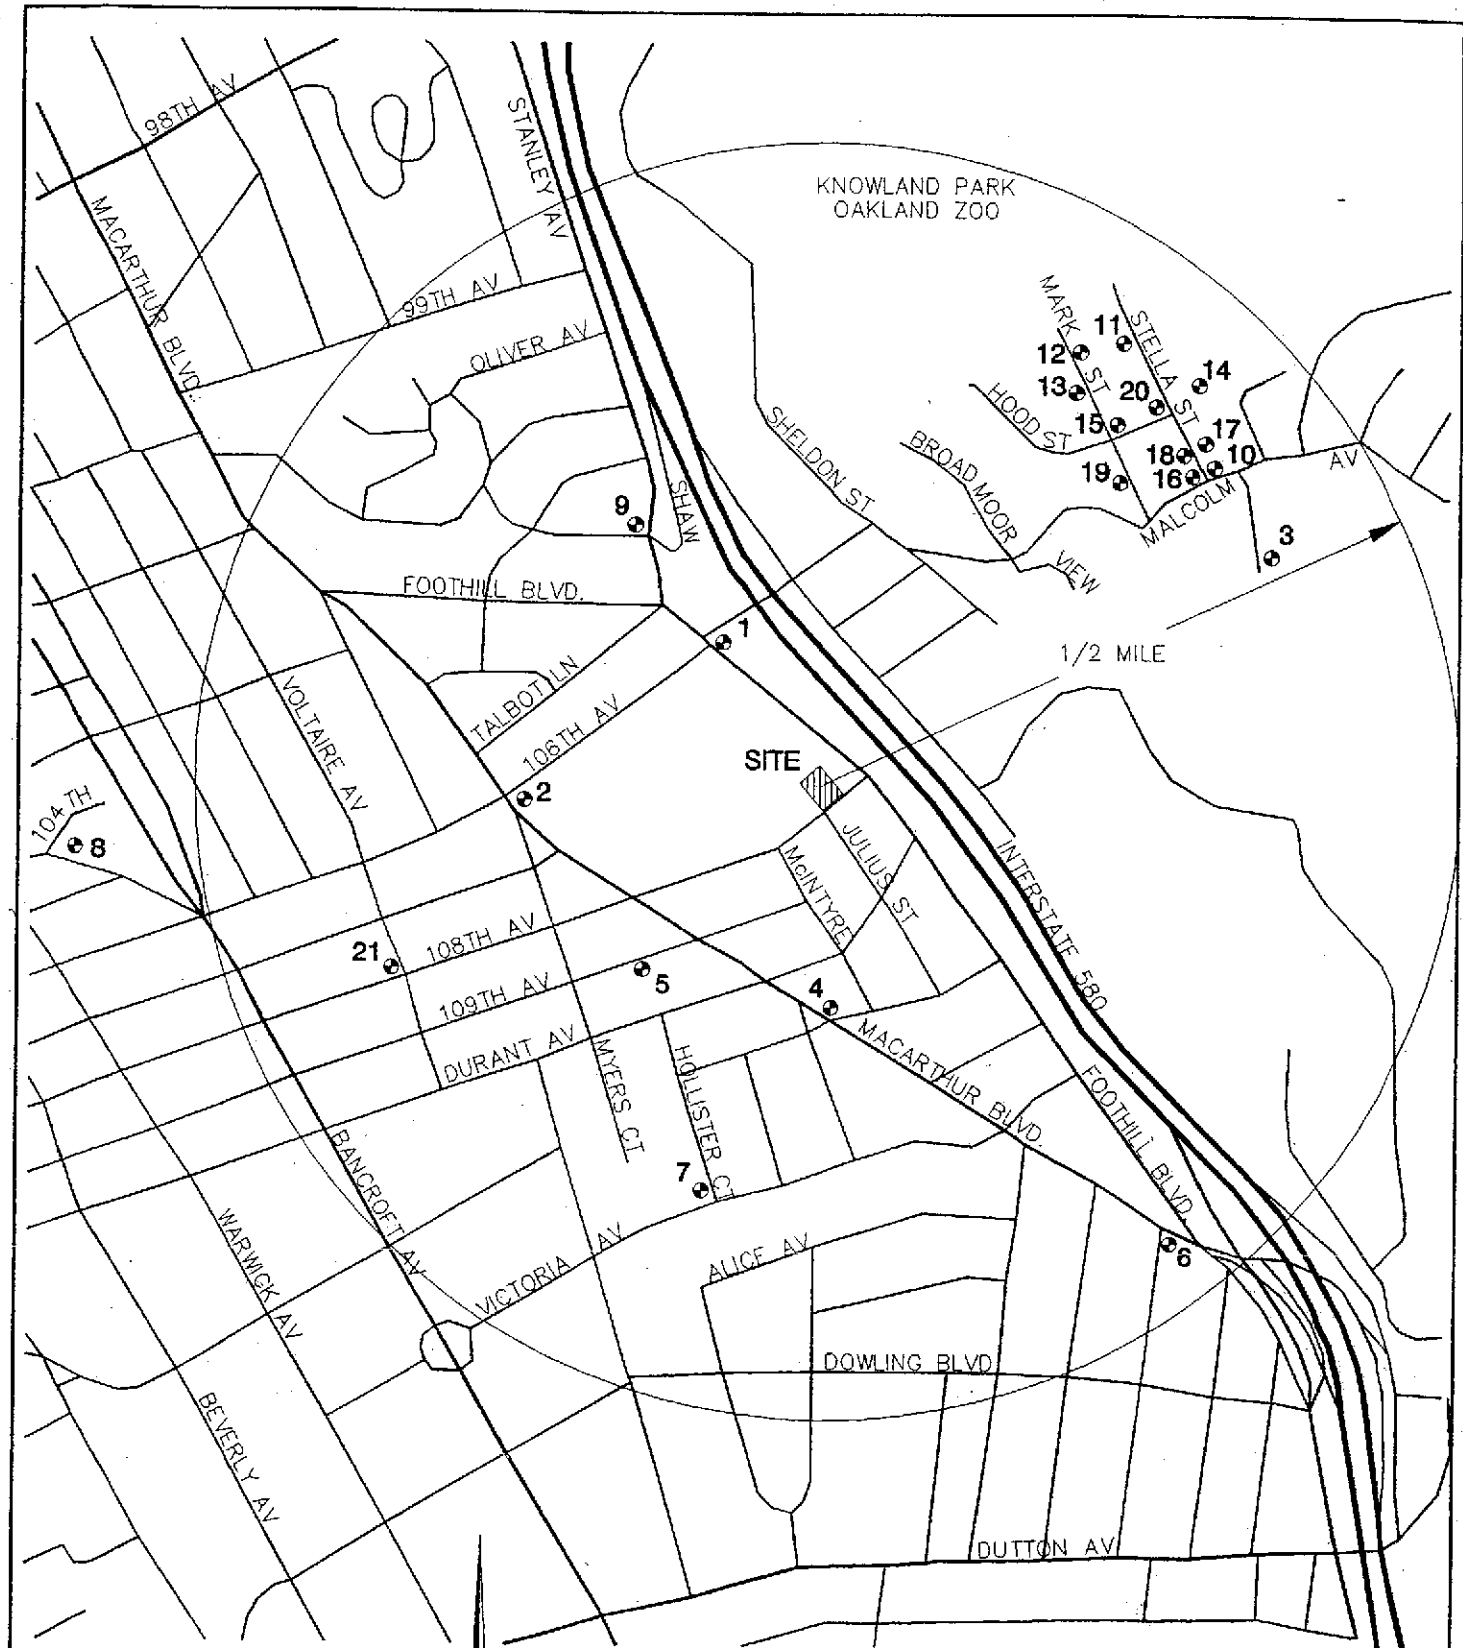 98TH AV
STANLEY AV
KNOWLAND PARK
OAKLAND ZOO
MACARTHUR BLVD.
99TH AV
OLIVER AV
MARK ST
11
STELLA ST
12
14
13
20
HOOD ST
15
17
18
10
SHELDON ST
BROADMOOR
VIEW
19
16
MALCOLM
AV
9
SHAW
3
FOOTHILL BLVD.
1
1/2 MILE
TALBOT LN
VOLTAIRE AV
106TH AV
SITE
2
104TH
8
JULIUS ST
McINTYRE
INTERSTATE 580
21
108TH AV
5
109TH AV
4
MACARTHUR BLVD.
DURANT AV
MYERS CT
HOLLISTER CT
FOOTHILL BLVD.
BANCROFT AV
7
WARWICK AV
VICTORIA AV
ALICE AV
6
DOWLING BLVD
BEVERLY AV
DUTTON AV